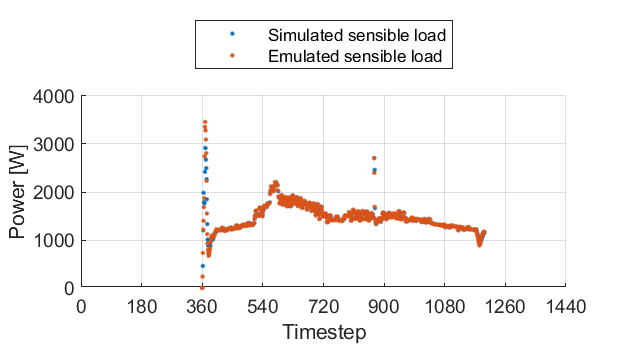 Simulated sensible load
Emulated sensible load
4000
3000
2000
1000
0
Power [W]
0 180 360 540 720 900 1080 1260 1440
Timestep